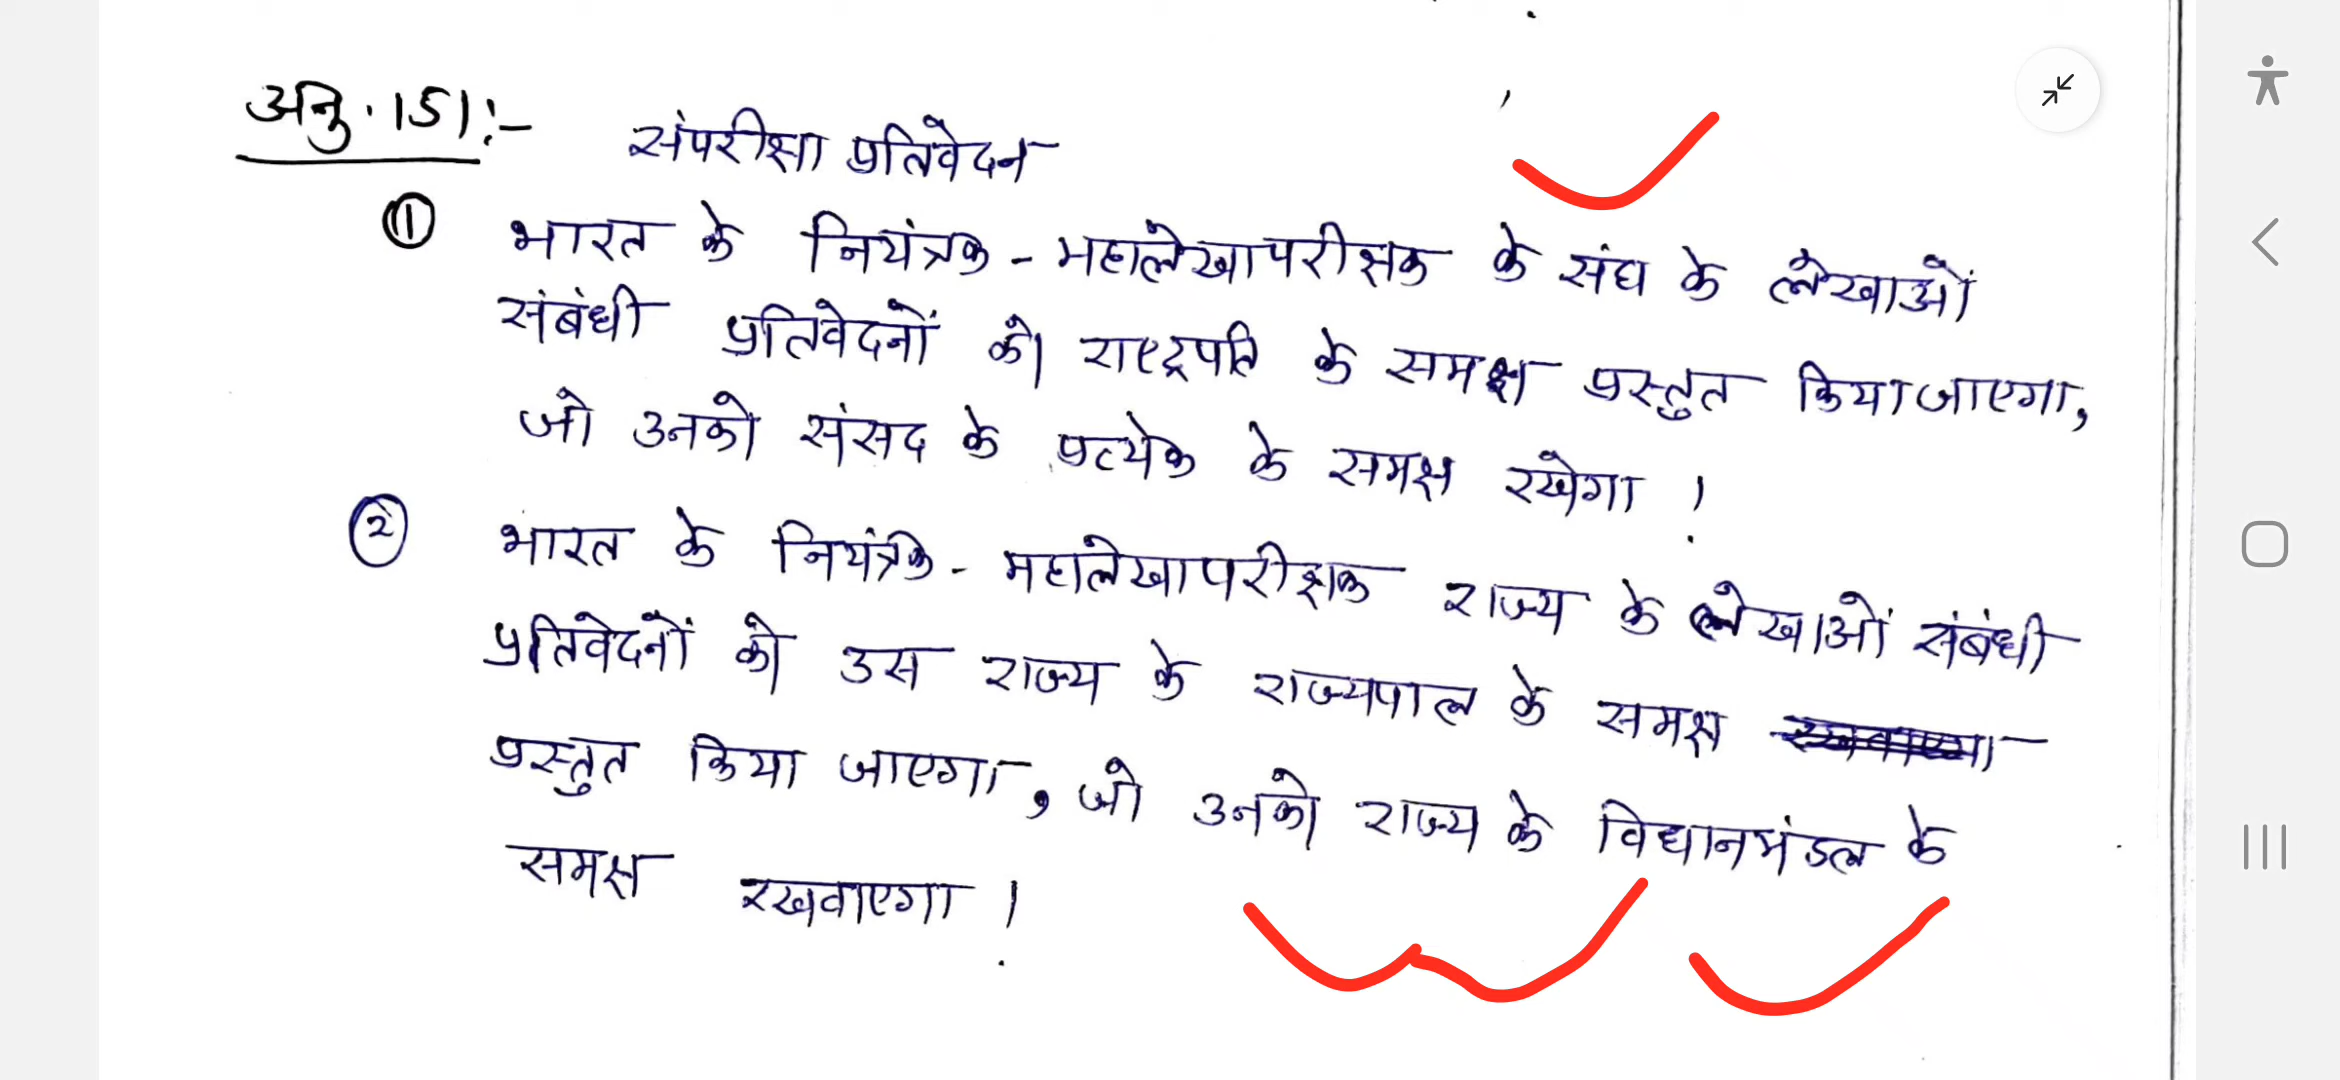 अनु. 151:-
संपरीक्षा प्रतिवेदन
① भारत के नियंत्रक - महालेखापरीक्षक के संघ के लेखाओं
संबंधी प्रतिवेदनों को राष्ट्रपति के समक्ष प्रस्तुत किया जाएगा,
जो उनको संसद के प्रत्येक के समक्ष रखेगा ।
② भारत के नियंत्रक - महालेखापरीक्षक राज्य के लेखाओं संबंधी
प्रतिवेदनों को उस राज्य के राज्यपाल के समक्ष
प्रस्तुत किया जाएगा, जो उनको राज्य के विधानमंडल के
समक्ष रखवाएगा ।